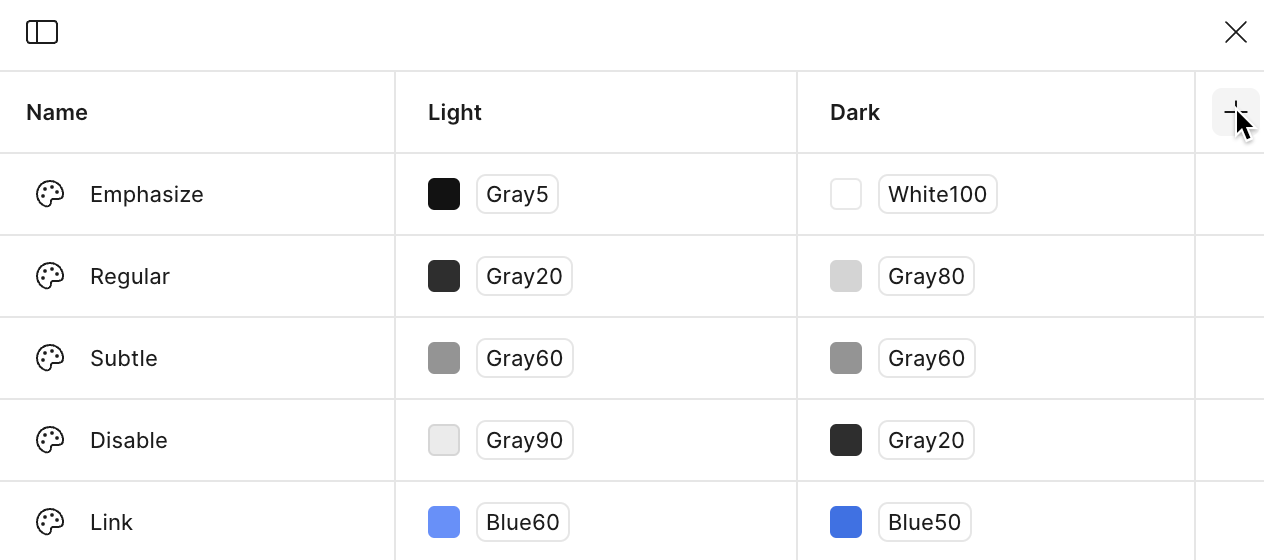 Name Light Dark
Emphasize Gray5 White100
Regular Gray20 Gray80
Subtle Gray60 Gray60
Disable Gray90 Gray20
Link Blue60 Blue50